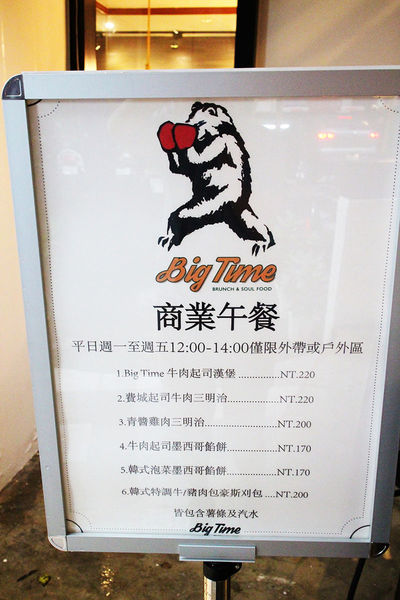 Big Time
BRUNCH & SOUL FOOD
商業午餐
平日週一至週五12:00-14:00僅限外帶或戶外區
1.Big Time 牛肉起司漢堡 ...............NT.220
2.費城起司牛肉三明治......................NT.220
3.青醬雞肉三明治............................NT.200
4.牛肉起司墨西哥餡餅.....................NT.170
5.韓式泡菜墨西哥餡餅.....................NT.170
6.韓式特調牛/豬肉包豪斯刈包 ....NT.200
皆包含薯條及汽水
Big Time